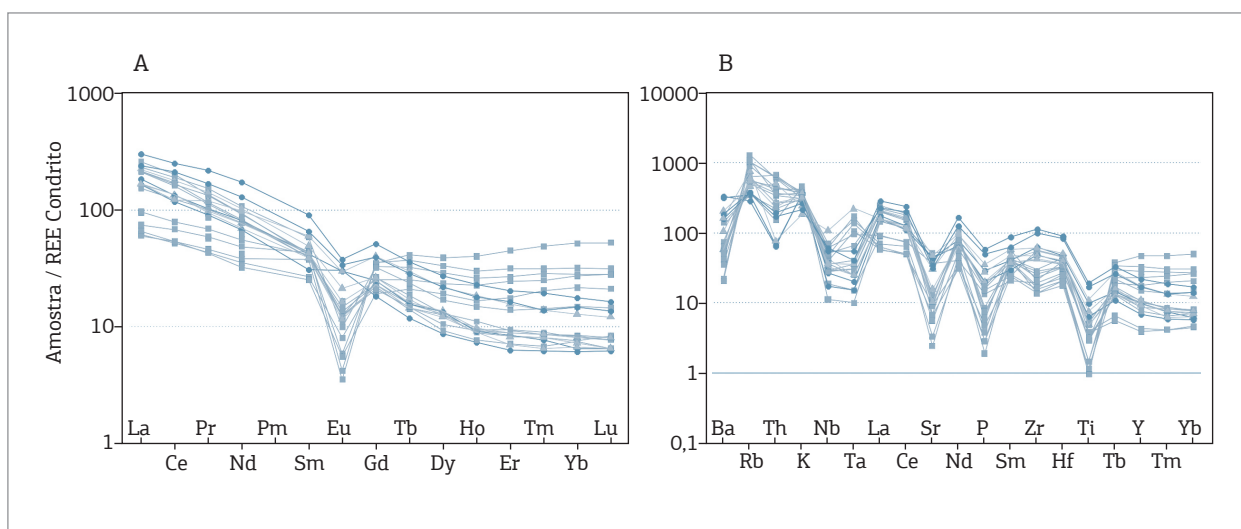 A
B
Amostra / REE Condrito
1000
100
10
1
La
Pr
Pm
Eu
Tb
Ho
Tm
Lu
Ce
Nd
Sm
Gd
Dy
Er
Yb
10000
1000
100
10
1
0,1
Ba
Th
Nb
La
Sr
P
Zr
Ti
Y
Yb
Rb
K
Ta
Ce
Nd
Sm
Hf
Tb
Tm